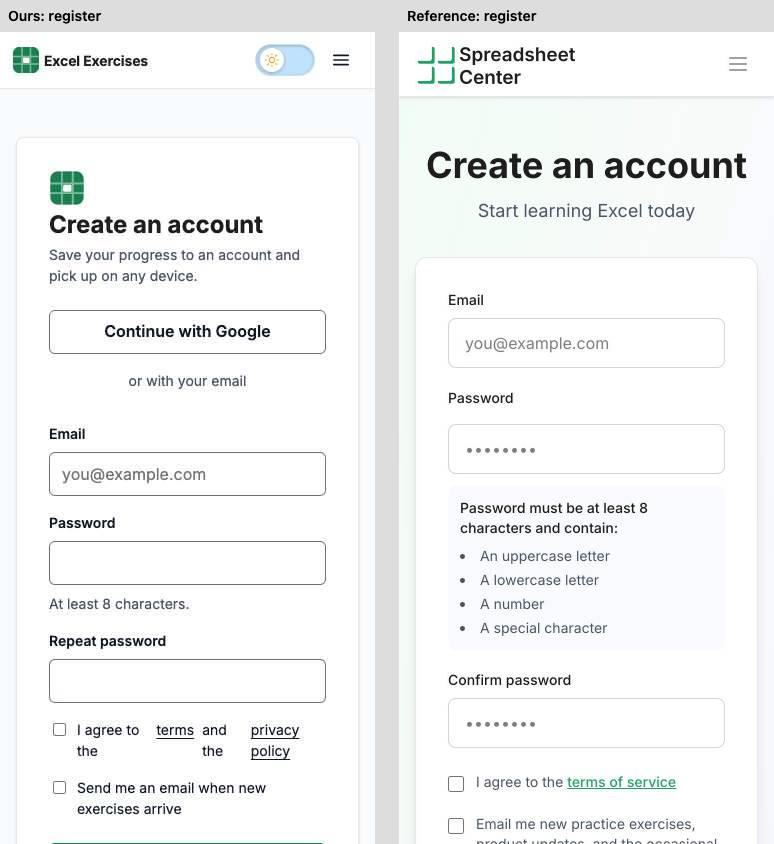 Ours: register
Excel Exercises
Create an account
Save your progress to an account and
pick up on any device.
Continue with Google
or with your email
Email
you@example.com
Password
At least 8 characters.
Repeat password
I agree to the terms and the privacy policy
Send me an email when new
exercises arrive
Reference: register
Spreadsheet
Center
Create an account
Start learning Excel today
Email
you@example.com
Password
Password must be at least 8
characters and contain:
• An uppercase letter
• A lowercase letter
• A number
• A special character
Confirm password
I agree to the terms of service
Email me new practice exercises,
product updates, and the occasional